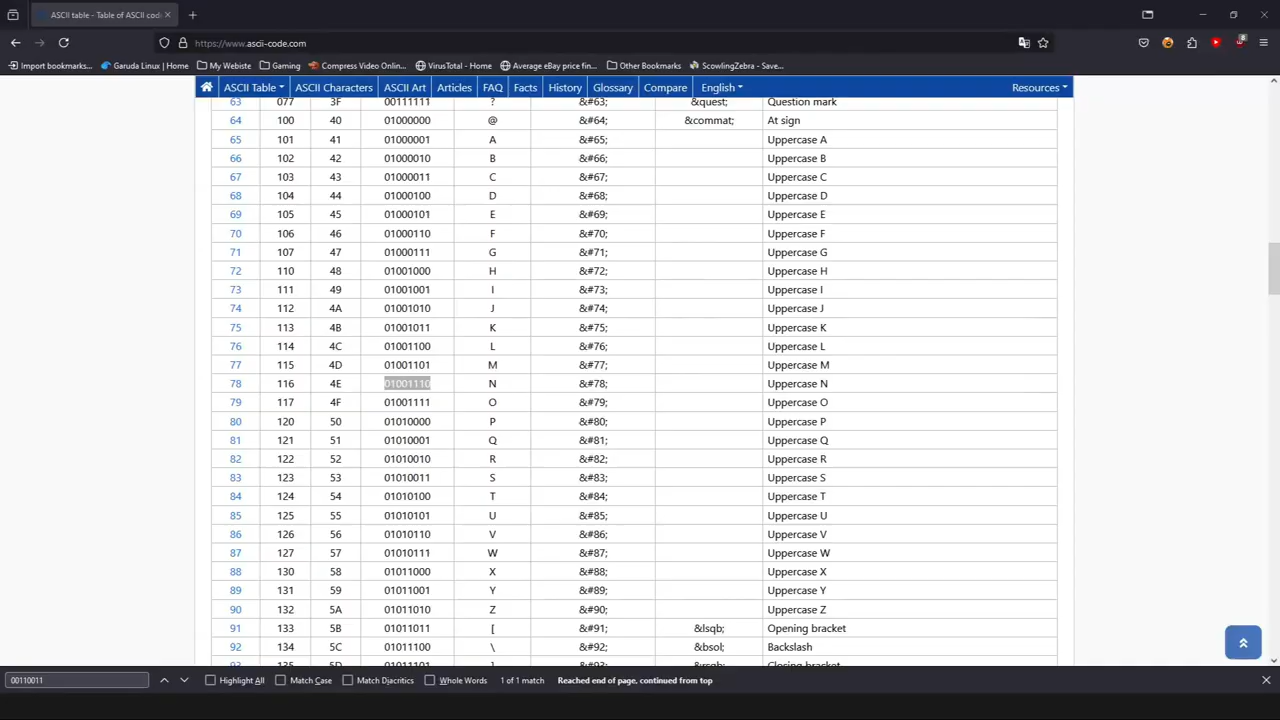 ASCII table - Table of ASCII cod
https://www.ascii-code.com
Import bookmarks...
Garuda Linux | Home
My Webiste
Gaming
Compress Video Onlin...
VirusTotal - Home
Average eBay price fin...
Other Bookmarks
ScowlingZebra - Save...
ASCII Table ASCII Characters ASCII Art Articles FAQ Facts History Glossary Compare English Resources
63 077 3F 00111111 ? &#63; &quest; Question mark
64 100 40 01000000 @ &#64; &commat; At sign
65 101 41 01000001 A &#65; Uppercase A
66 102 42 01000010 B &#66; Uppercase B
67 103 43 01000011 C &#67; Uppercase C
68 104 44 01000100 D &#68; Uppercase D
69 105 45 01000101 E &#69; Uppercase E
70 106 46 01000110 F &#70; Uppercase F
71 107 47 01000111 G &#71; Uppercase G
72 110 48 01001000 H &#72; Uppercase H
73 111 49 01001001 I &#73; Uppercase I
74 112 4A 01001010 J &#74; Uppercase J
75 113 4B 01001011 K &#75; Uppercase K
76 114 4C 01001100 L &#76; Uppercase L
77 115 4D 01001101 M &#77; Uppercase M
78 116 4E 01001110 N &#78; Uppercase N
79 117 4F 01001111 O &#79; Uppercase O
80 120 50 01010000 P &#80; Uppercase P
81 121 51 01010001 Q &#81; Uppercase Q
82 122 52 01010010 R &#82; Uppercase R
83 123 53 01010011 S &#83; Uppercase S
84 124 54 01010100 T &#84; Uppercase T
85 125 55 01010101 U &#85; Uppercase U
86 126 56 01010110 V &#86; Uppercase V
87 127 57 01010111 W &#87; Uppercase W
88 130 58 01011000 X &#88; Uppercase X
89 131 59 01011001 Y &#89; Uppercase Y
90 132 5A 01011010 Z &#90; Uppercase Z
91 133 5B 01011011 [ &#91; &lsqb; Opening bracket
92 134 5C 01011100 \ &#92; &bsol; Backslash
93 135 5D 01011101 ] &#93; &rsqb; Closing bracket
00110011 Highlight All Match Case Match Diacritics Whole Words 1 of 1 match Reached end of page, continued from top